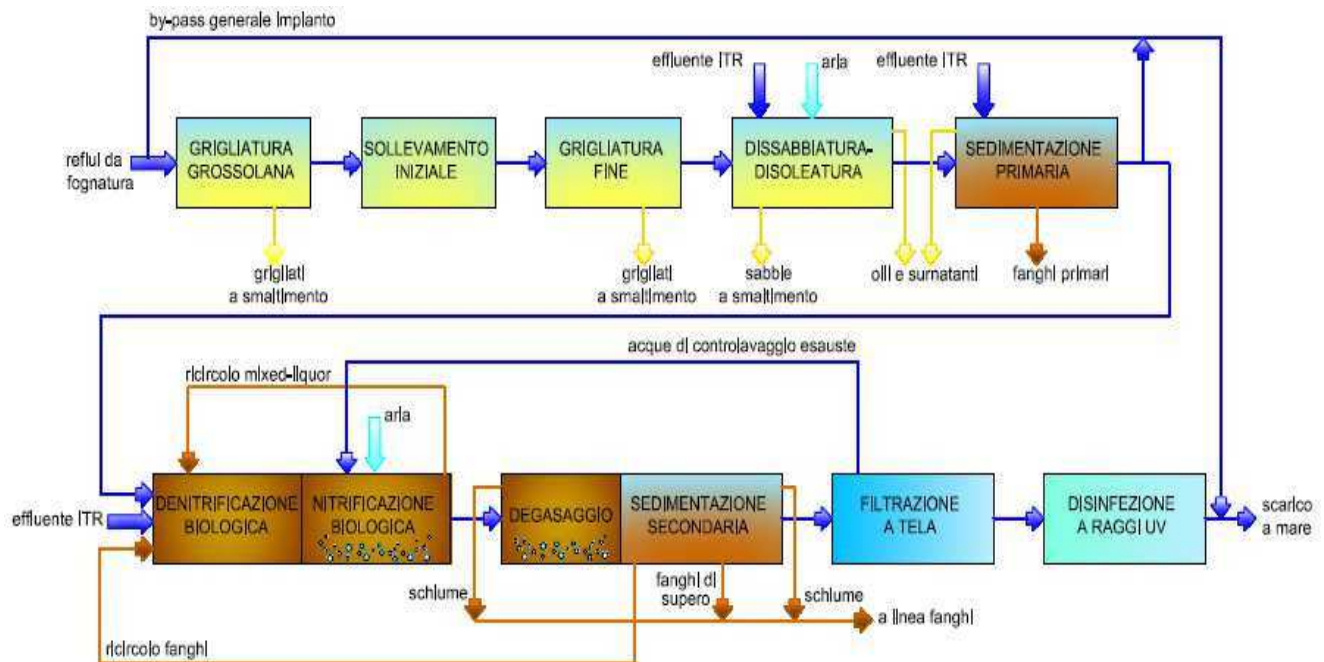 by-pass generale impianto
effluente ITR
aria
effluente ITR
reflui da
fognatura
GRIGLIATURA
GROSSOLANA
SOLLEVAMENTO
INIZIALE
GRIGLIATURA
FINE
DISSABBIATURA-
DISOLEATURA
SEDIMENTAZIONE
PRIMARIA
grigliati
a smaltimento
grigliati
a smaltimento
sabbie
a smaltimento
olii e surnatanti
fanghi primari
acque di controlavaggio esauste
ricircolo mixed-liquor
aria
effluente ITR
DENITRIFICAZIONE
BIOLOGICA
NITRIFICAZIONE
BIOLOGICA
DEGASAGGIO
SEDIMENTAZIONE
SECONDARIA
FILTRAZIONE
A TELA
DISINFEZIONE
A RAGGI UV
scarico
a mare
schiume
fanghi di
supero
schiume
a linea fanghi
ricircolo fanghi